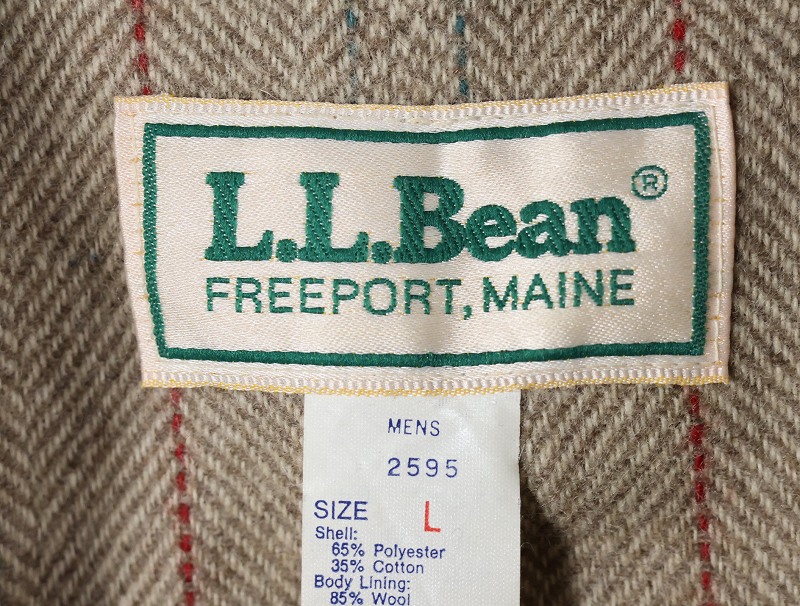 L.L.Bean®
FREEPORT, MAINE
MENS
2595
SIZE L
Shell:
65% Polyester
35% Cotton
Body Lining:
85% Wool